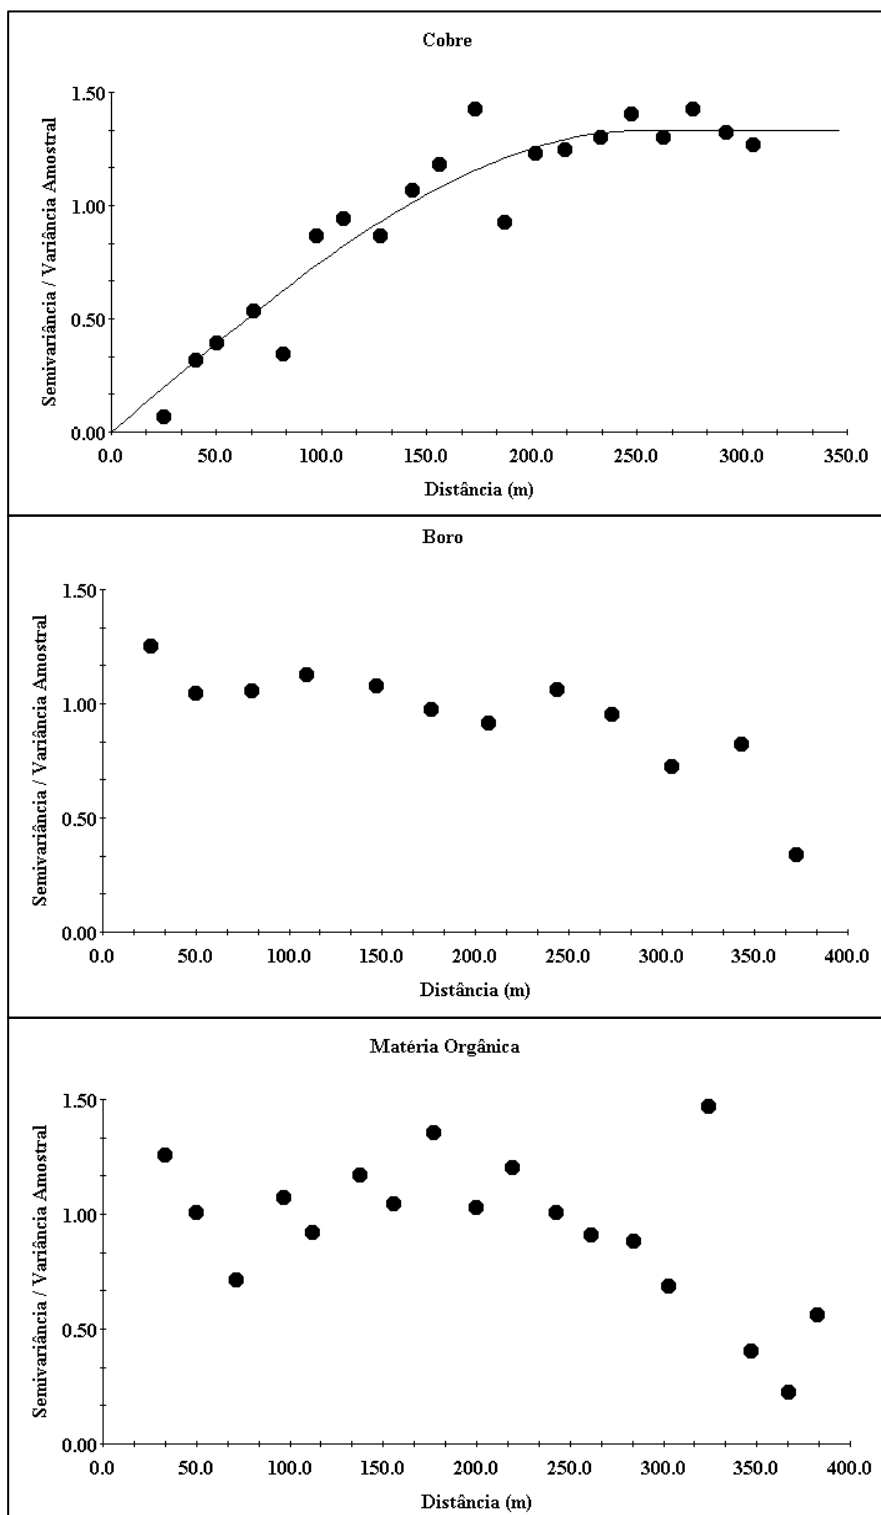 Cobre
Semivariância / Variância Amostral
1.50
1.00
0.50
0.00
0.0 50.0 100.0 150.0 200.0 250.0 300.0 350.0
Distância (m)
Boro
Semivariância / Variância Amostral
1.50
1.00
0.50
0.00
0.0 50.0 100.0 150.0 200.0 250.0 300.0 350.0 400.0
Distância (m)
Matéria Orgânica
Semivariância / Variância Amostral
1.50
1.00
0.50
0.00
0.0 50.0 100.0 150.0 200.0 250.0 300.0 350.0 400.0
Distância (m)